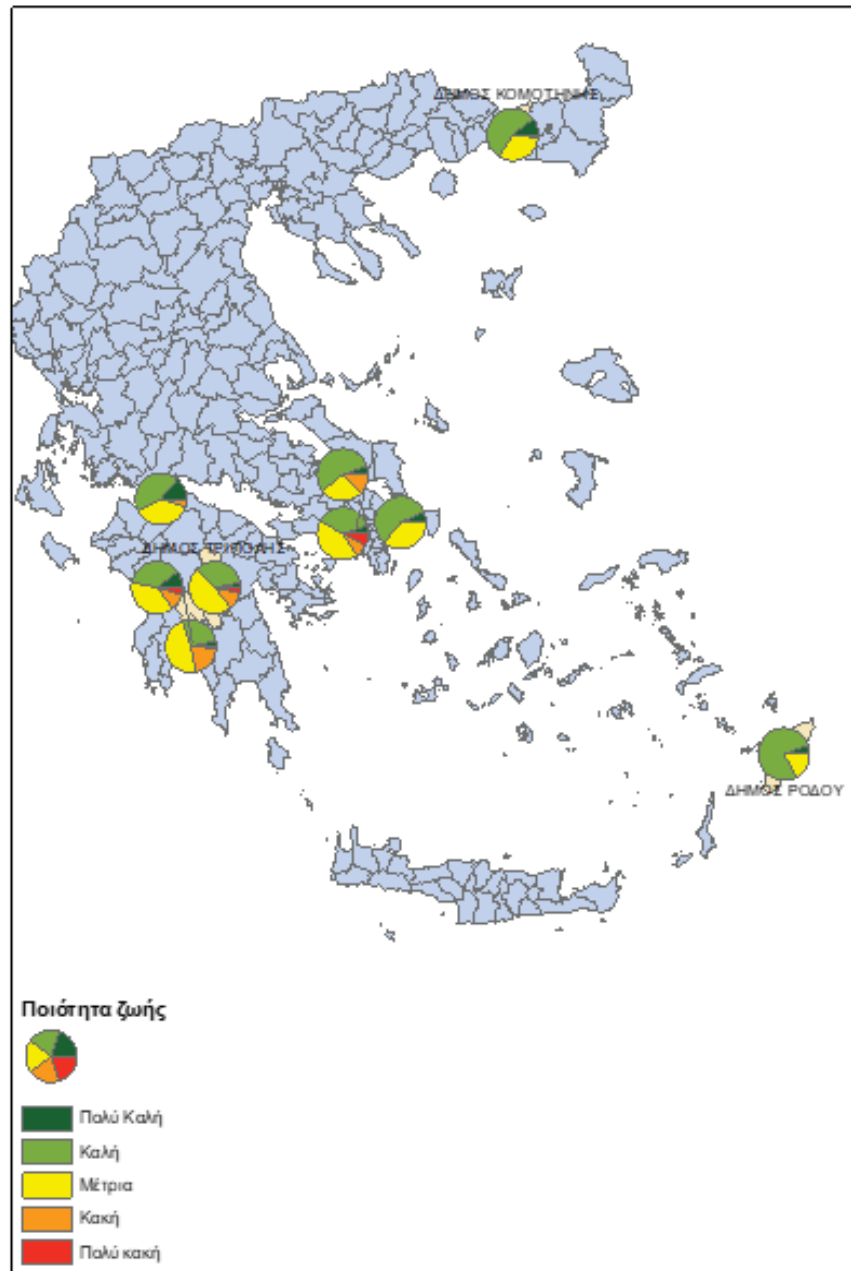 ΔΗΜΟΣ ΚΟΜΟΤΗΝΗΣ
ΔΗΜΟΣ ΤΡΙΠΟΛΗΣ
ΔΗΜΟΣ ΡΟΔΟΥ
Ποιότητα ζωής
Πολύ Καλή
Καλή
Μέτρια
Κακή
Πολύ κακή